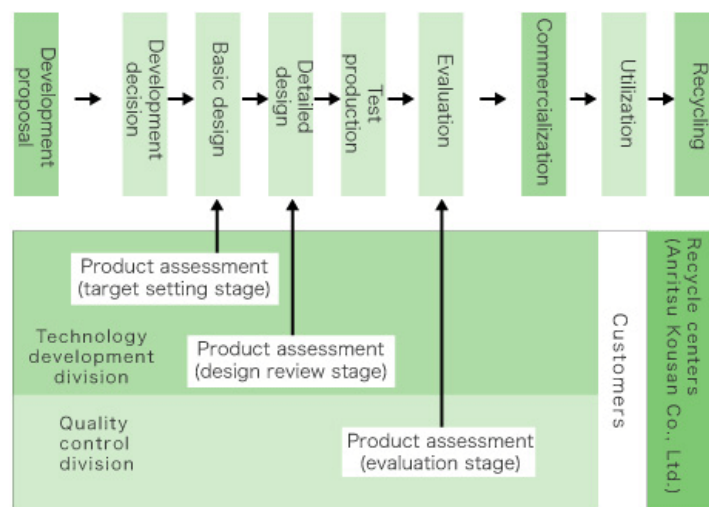 Development
proposal
Development
decision
Basic design
Detailed
design
Test
production
Evaluation
Commercialization
Utilization
Recycling
Product assessment
(target setting stage)
Technology
development
division
Product assessment
(design review stage)
Quality
control
division
Product assessment
(evaluation stage)
Customers
Recycle centers
(Anritsu Kousan Co., Ltd.)